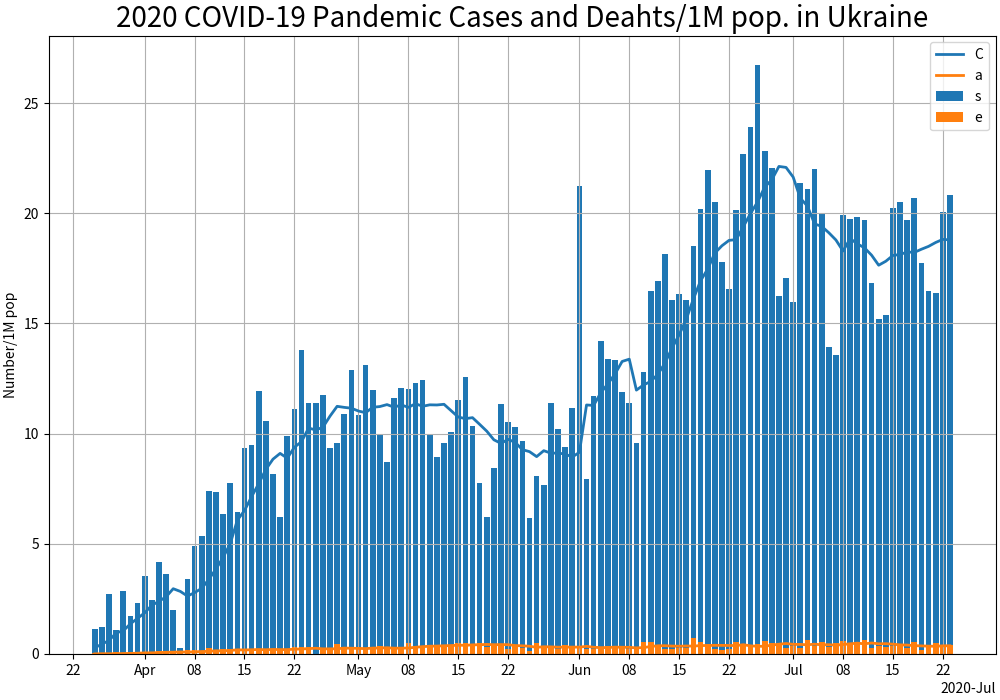 2020 COVID-19 Pandemic Cases and Deahts/1M pop. in Ukraine
C
a
s
e
Number/1M pop
25
20
15
10
5
0
22 Apr 08 15 22 May 08 15 22 Jun 08 15 22 Jul 08 15 22
2020-Jul